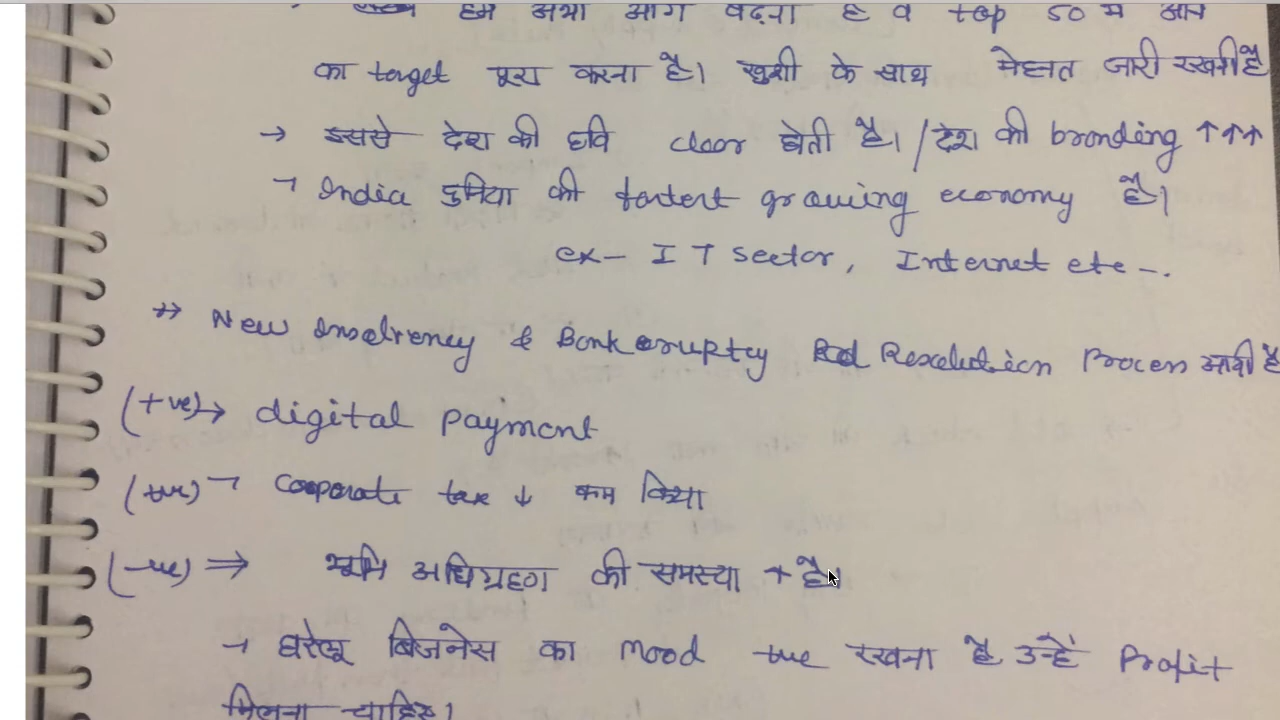 हमें अभी आगे बढ़ना है व top 50 में आने
का target पूरा करना है। खुशी के साथ मेहनत जारी रखनी है
→ इससे देश की छवि clear होती है। / देश की branding ↑↑↑
→ India दुनिया की fastest growing economy है।
ex- IT sector, Internet etc -.
** New Insolvency & Bankeruptcy Resolution Process आयी है
(+ve)→ digital payment
(+ve)→ Cooporate tax ↓ कम किया
(-ve) ⇒ भूमि अधिग्रहण की समस्या + है।
→ घरेलू बिजनेस का mood +ve रखना है उन्हें Profit
मिलना चाहिए।